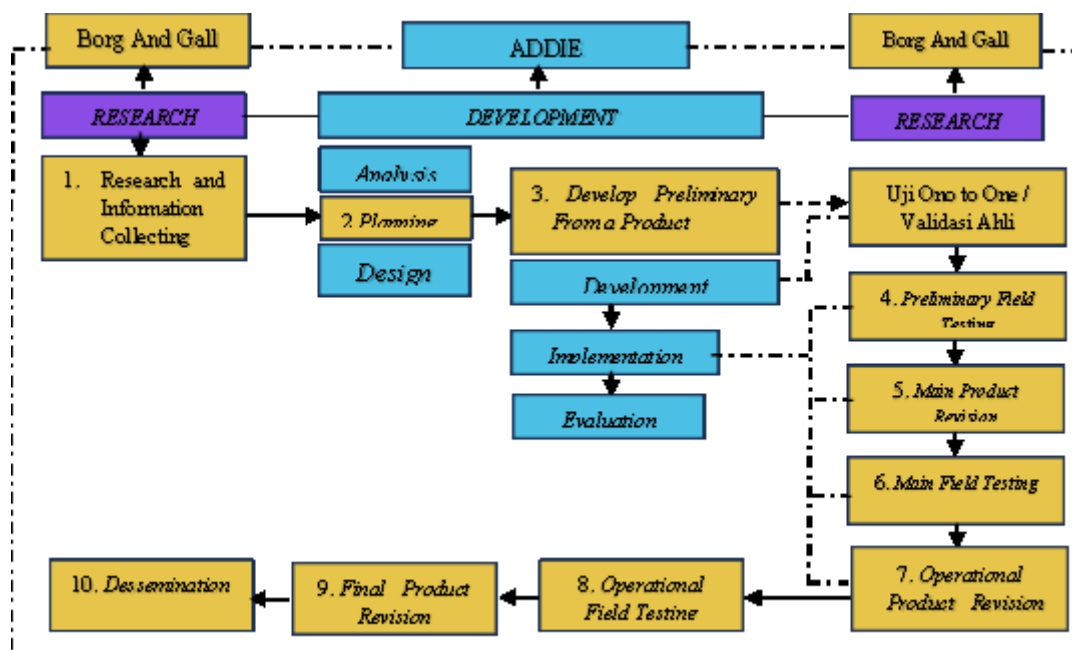 Borg And Gall
ADDIE
Borg And Gall
RESEARCH
DEVELOPMENT
RESEARCH
1. Research and
Information
Collecting
Analysis
2. Planning
Design
3. Develop Preliminary
From a Product
Development
Implementation
Evaluation
Uji Ono to One /
Validasi Ahli
4. Preliminary Field
Testing
5. Main Product
Revision
6. Main Field Testing
7. Operational
Product Revision
8. Operational
Field Testing
9. Final Product
Revision
10. Dessemination